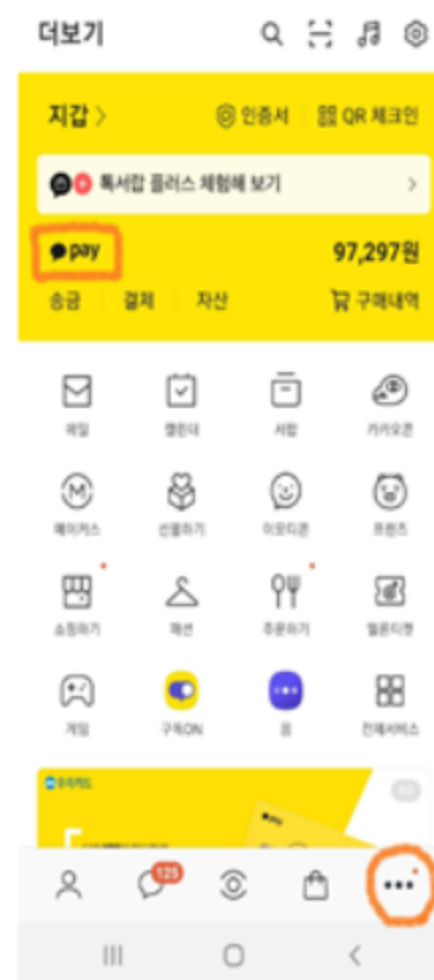 더보기
지갑 >
인증서
QR 체크인
톡서랍 플러스 체험해 보기
pay
97,297원
송금
결제
자산
구매내역
메일
캘린더
서랍
카카오콘
메이커스
선물하기
이모티콘
프렌즈
쇼핑하기
패션
주문하기
멜론티켓
게임
구독ON
전체서비스
우리카드
pay
125